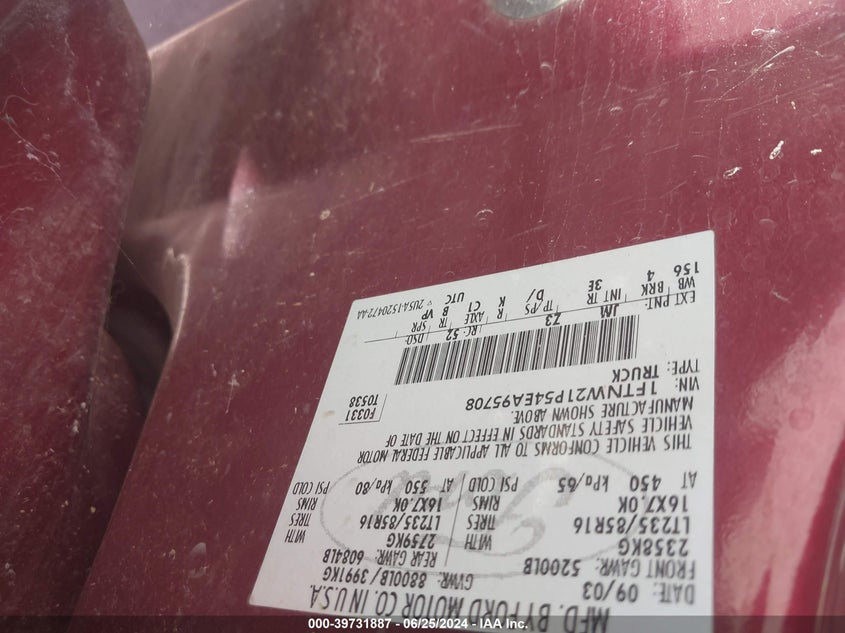 MFD. BY FORD MOTOR CO. IN U.S.A.
DATE: 09/03 GVWR: 8800LB/3991KG
FRONT GAWR: 5200LB REAR GAWR: 6084LB
2358KG WITH 2759KG WITH
LT235/85R16 TIRES LT235/85R16 TIRES
16X7.0K RIMS 16X7.0K RIMS
AT 450 kPa/65 PSI COLD AT 550 kPa/80 PSI COLD
Ford
THIS VEHICLE CONFORMS TO ALL APPLICABLE FEDERAL MOTOR
VEHICLE SAFETY STANDARDS IN EFFECT ON THE DATE OF
MANUFACTURE SHOWN ABOVE.
VIN: 1FTNW21P54EA95708 F0331
TYPE: TRUCK T0538
EXT PNT: JM Z3 RC: 52 DSO:
WB BRK INT TR TP/PS R AXLE TR SPR
156 4 3E K C1 B VP
UTC
2U5A-1520472-AA
000-39731887 - 06/25/2024 - IAA Inc.